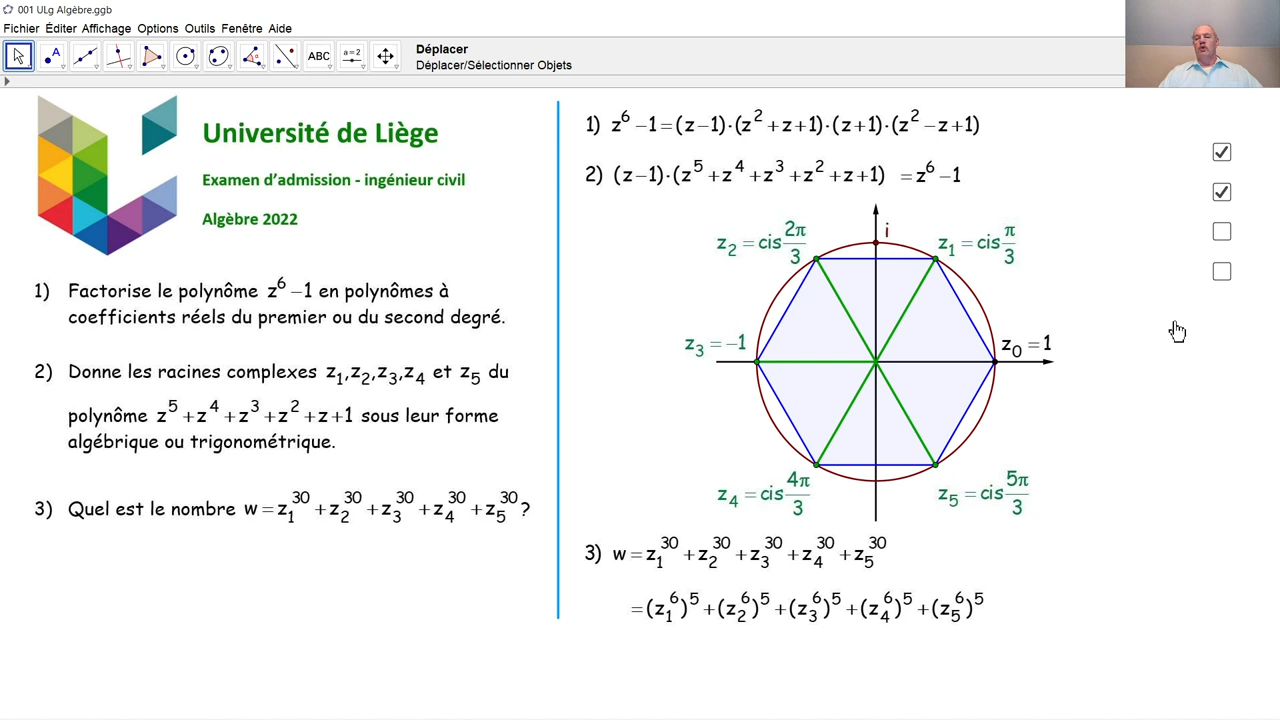 001 ULg Algèbre.ggb
Fichier Éditer Affichage Options Outils Fenêtre Aide
A
ABC
a=2
Déplacer
Déplacer/Sélectionner Objets
Université de Liège
Examen d'admission - ingénieur civil
Algèbre 2022
1) Factorise le polynôme z⁶ −1 en polynômes à
coefficients réels du premier ou du second degré.
2) Donne les racines complexes z₁,z₂,z₃,z₄ et z₅ du
polynôme z⁵ +z⁴ +z³ +z² +z+1 sous leur forme
algébrique ou trigonométrique.
3) Quel est le nombre w=z₁³⁰ +z₂³⁰ +z₃³⁰ +z₄³⁰ +z₅³⁰ ?
1) z⁶ −1=(z−1)·(z² +z+1)·(z+1)·(z² −z+1)
2) (z−1)·(z⁵ +z⁴ +z³ +z² +z+1) =z⁶ −1
z₂ = cis 2π/3
i
z₁ = cis π/3
z₃ = −1
z₀ = 1
z₄ = cis 4π/3
z₅ = cis 5π/3
3) w=z₁³⁰ +z₂³⁰ +z₃³⁰ +z₄³⁰ +z₅³⁰
=(z₁⁶)⁵ +(z₂⁶)⁵ +(z₃⁶)⁵ +(z₄⁶)⁵ +(z₅⁶)⁵